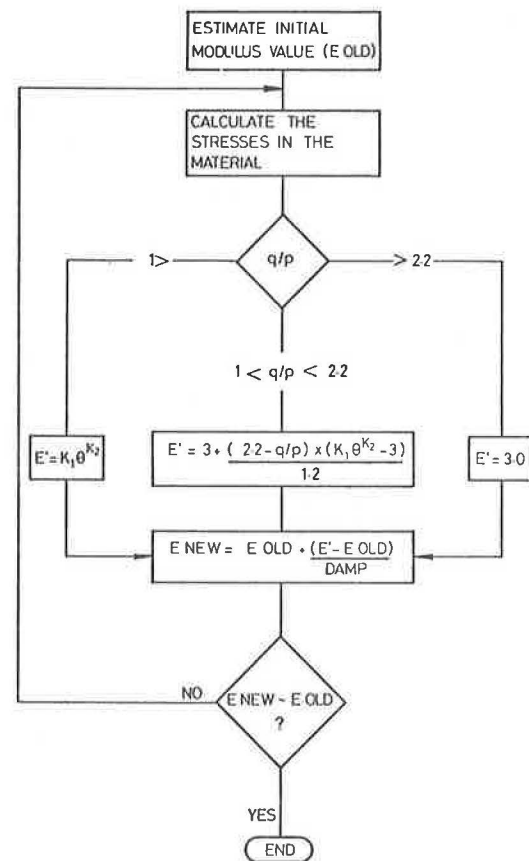 ESTIMATE INITIAL
MODULUS VALUE (E OLD)
CALCULATE THE
STRESSES IN THE
MATERIAL
1>
q/p
> 2·2
1 < q/p < 2·2
E' = K₁θ^K₂
E' = 3 + ( 2·2 - q/p) x (K₁θ^K₂ - 3)
1·2
E' = 3·0
E NEW = E OLD + (E' - E OLD)
DAMP
NO
E NEW ~ E OLD
?
YES
END